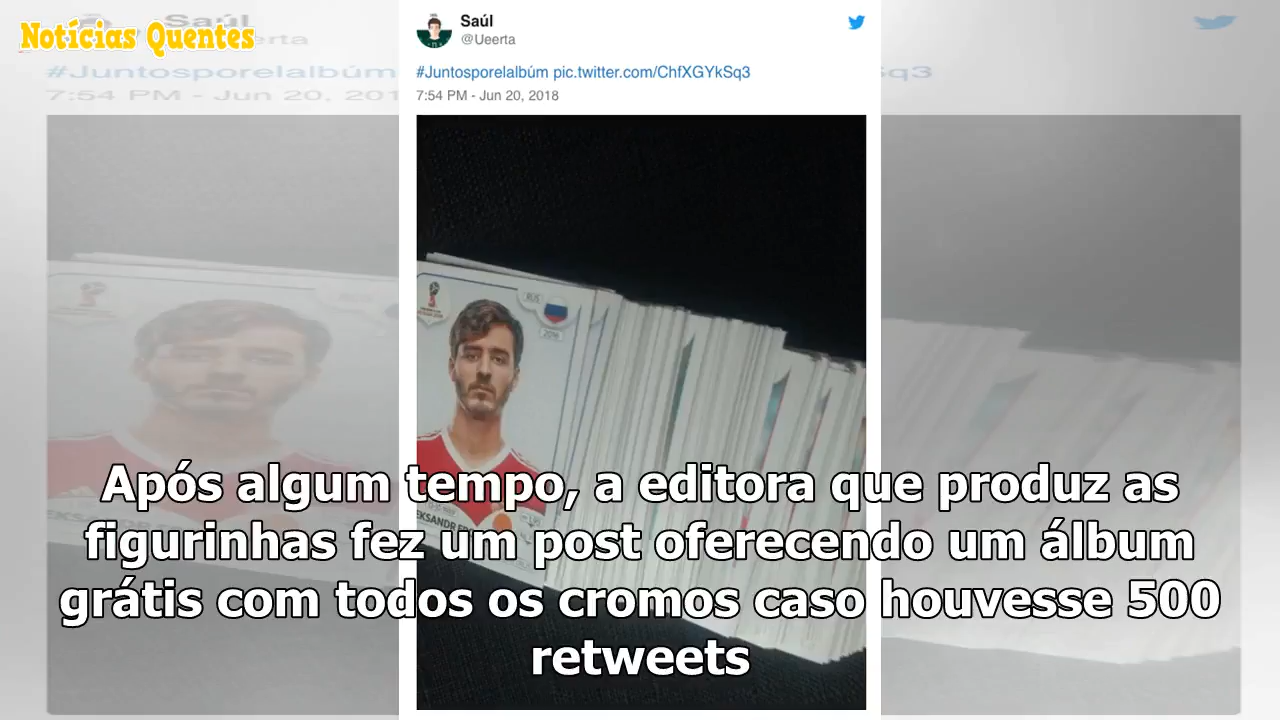 Notícias Quentes
Saúl
@Ueerta
#Juntosporelalbúm pic.twitter.com/ChfXGYkSq3
7:54 PM - Jun 20, 2018
RUS
2018
Após algum tempo, a editora que produz as
figurinhas fez um post oferecendo um álbum
grátis com todos os cromos caso houvesse 500
retweets